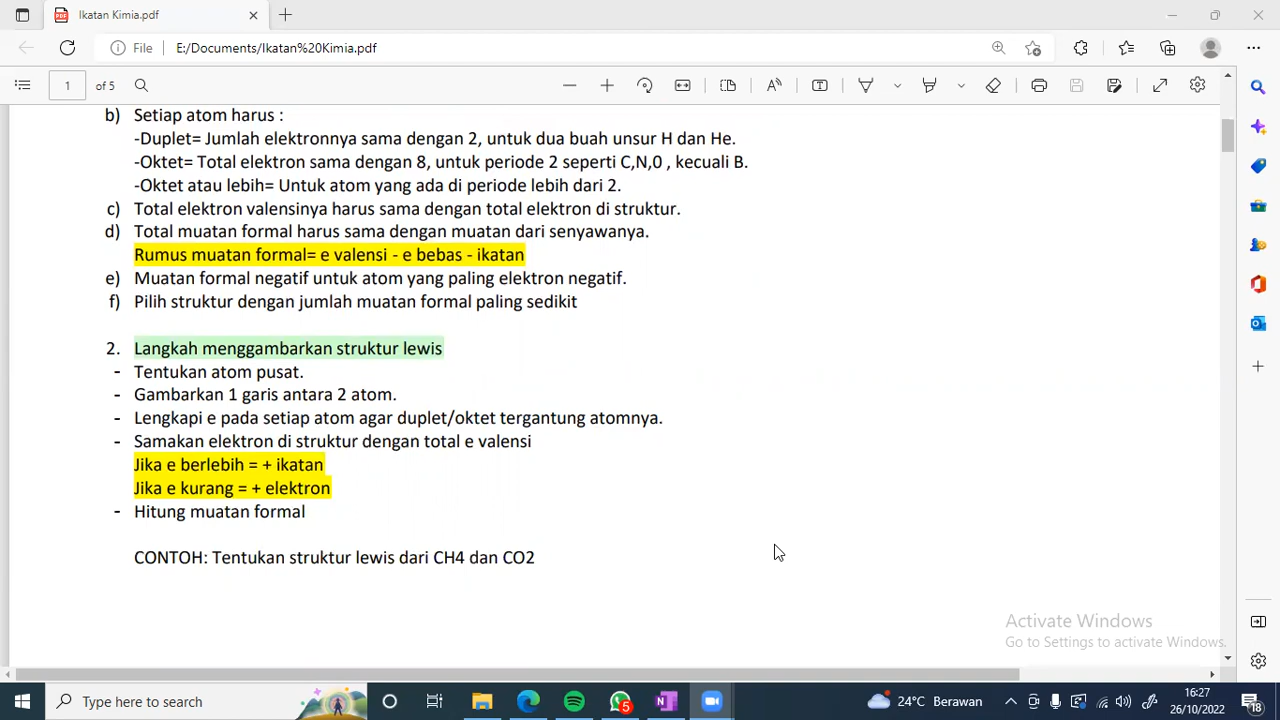 Ikatan Kimia.pdf
File
E:/Documents/Ikatan%20Kimia.pdf
1 of 5
b) Setiap atom harus :
-Duplet= Jumlah elektronnya sama dengan 2, untuk dua buah unsur H dan He.
-Oktet= Total elektron sama dengan 8, untuk periode 2 seperti C,N,0 , kecuali B.
-Oktet atau lebih= Untuk atom yang ada di periode lebih dari 2.
c) Total elektron valensinya harus sama dengan total elektron di struktur.
d) Total muatan formal harus sama dengan muatan dari senyawanya.
Rumus muatan formal= e valensi - e bebas - ikatan
e) Muatan formal negatif untuk atom yang paling elektron negatif.
f) Pilih struktur dengan jumlah muatan formal paling sedikit
2. Langkah menggambarkan struktur lewis
- Tentukan atom pusat.
- Gambarkan 1 garis antara 2 atom.
- Lengkapi e pada setiap atom agar duplet/oktet tergantung atomnya.
- Samakan elektron di struktur dengan total e valensi
Jika e berlebih = + ikatan
Jika e kurang = + elektron
- Hitung muatan formal
CONTOH: Tentukan struktur lewis dari CH4 dan CO2
Activate Windows
Go to Settings to activate Windows.
Type here to search
5
24°C Berawan
16:27
26/10/2022
18